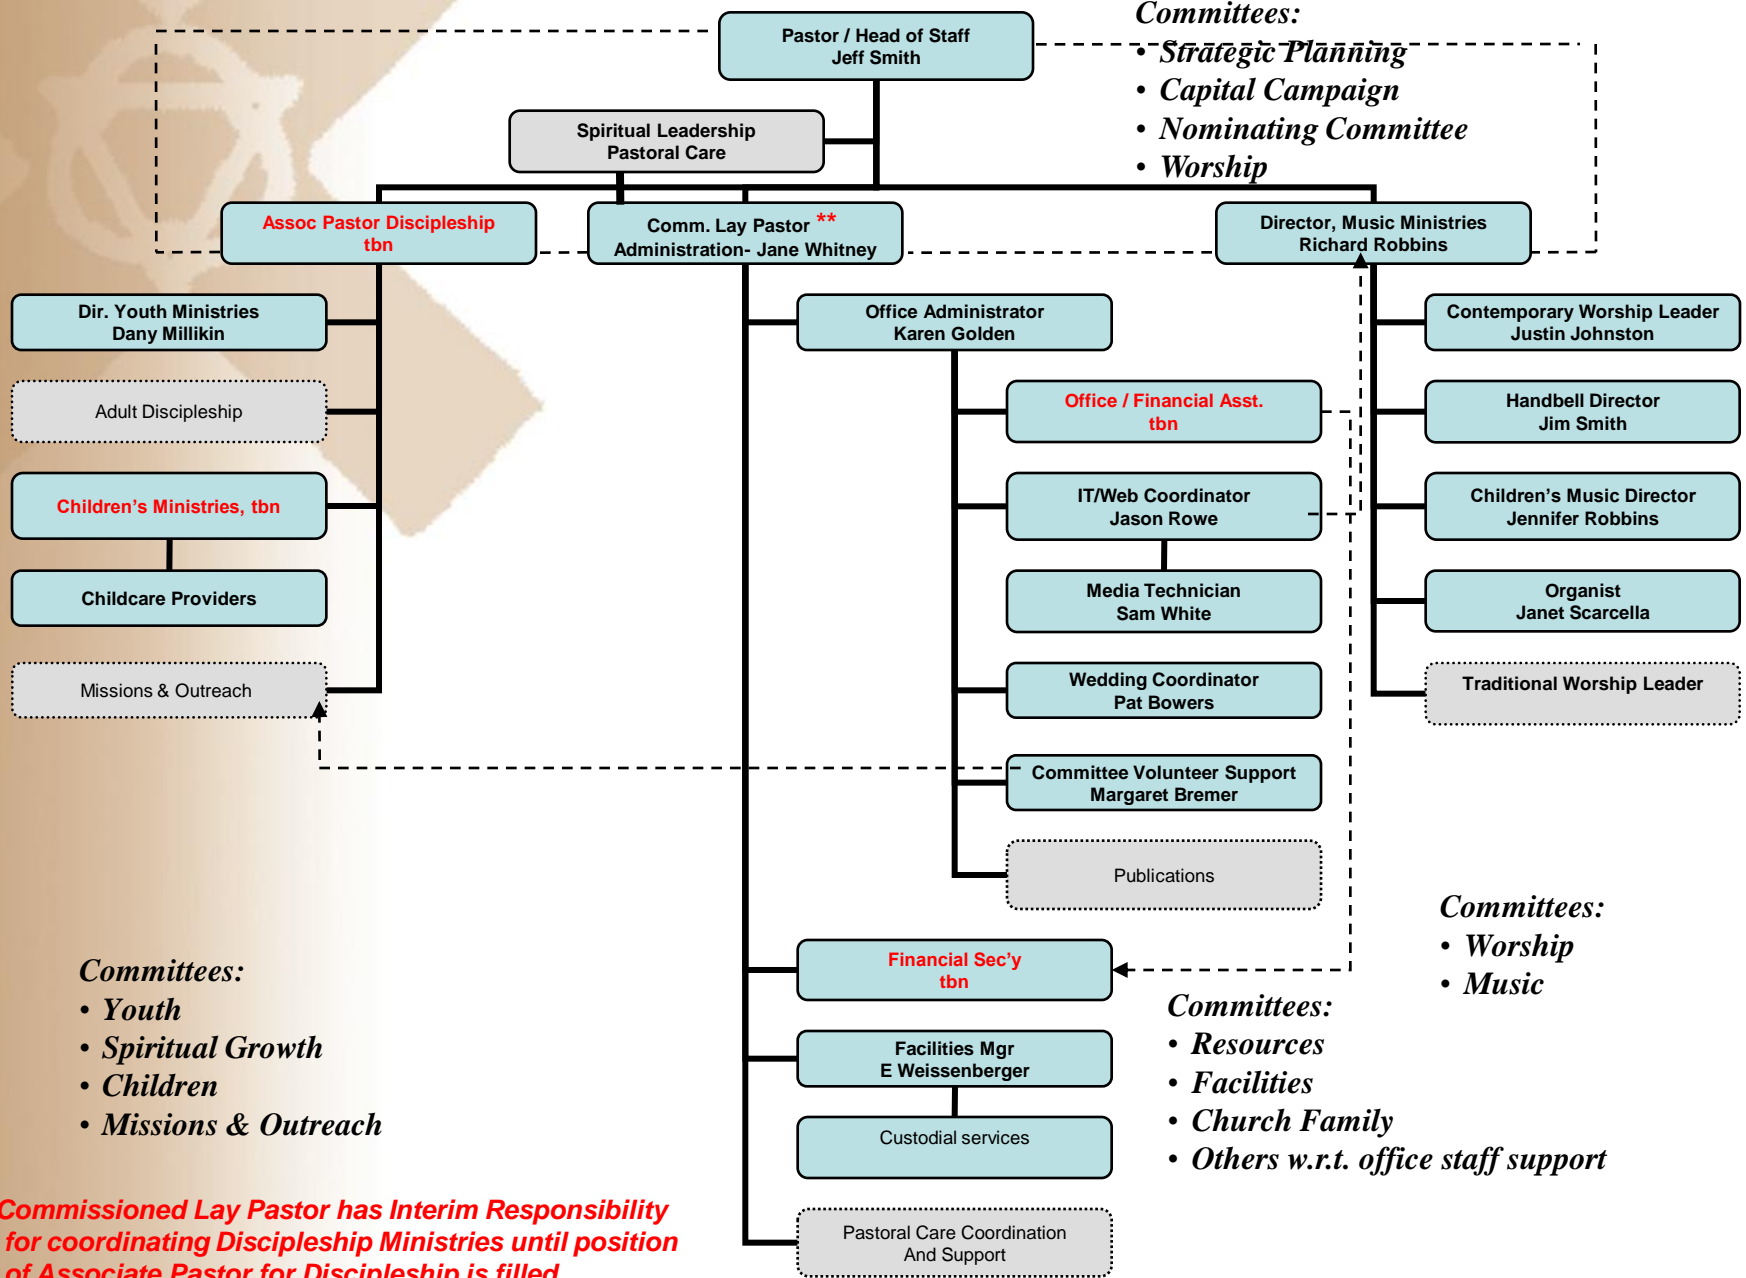 Committees:
• Strategic Planning
• Capital Campaign
• Nominating Committee
• Worship
Pastor / Head of Staff
Jeff Smith
Spiritual Leadership
Pastoral Care
Assoc Pastor Discipleship
tbn
Comm. Lay Pastor **
Administration- Jane Whitney
Director, Music Ministries
Richard Robbins
Dir. Youth Ministries
Dany Millikin
Adult Discipleship
Children’s Ministries, tbn
Childcare Providers
Missions & Outreach
Office Administrator
Karen Golden
Office / Financial Asst.
tbn
IT/Web Coordinator
Jason Rowe
Media Technician
Sam White
Wedding Coordinator
Pat Bowers
Committee Volunteer Support
Margaret Bremer
Publications
Contemporary Worship Leader
Justin Johnston
Handbell Director
Jim Smith
Children’s Music Director
Jennifer Robbins
Organist
Janet Scarcella
Traditional Worship Leader
Financial Sec’y
tbn
Facilities Mgr
E Weissenberger
Custodial services
Pastoral Care Coordination
And Support
Committees:
• Youth
• Spiritual Growth
• Children
• Missions & Outreach
Committees:
• Resources
• Facilities
• Church Family
• Others w.r.t. office staff support
Committees:
• Worship
• Music
Commissioned Lay Pastor has Interim Responsibility
for coordinating Discipleship Ministries until position
of Associate Pastor for Discipleship is filled